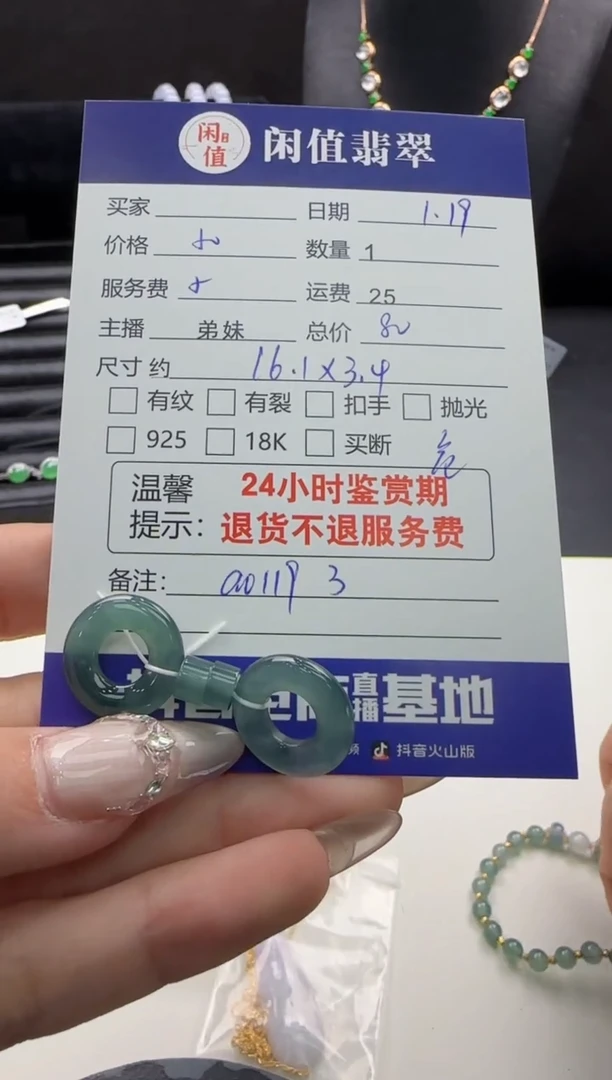 闲值 闲值翡翠
买家 日期 1.19
价格 50 数量 1
服务费 5 运费 25
主播 弟妹 总价 80
尺寸 约 16.1×3.4
有纹 有裂 扣手 抛光
925 18K 买断
温馨 24小时鉴赏期
提示: 退货不退服务费
备注: a0119 3
直播 基地
抖音火山版